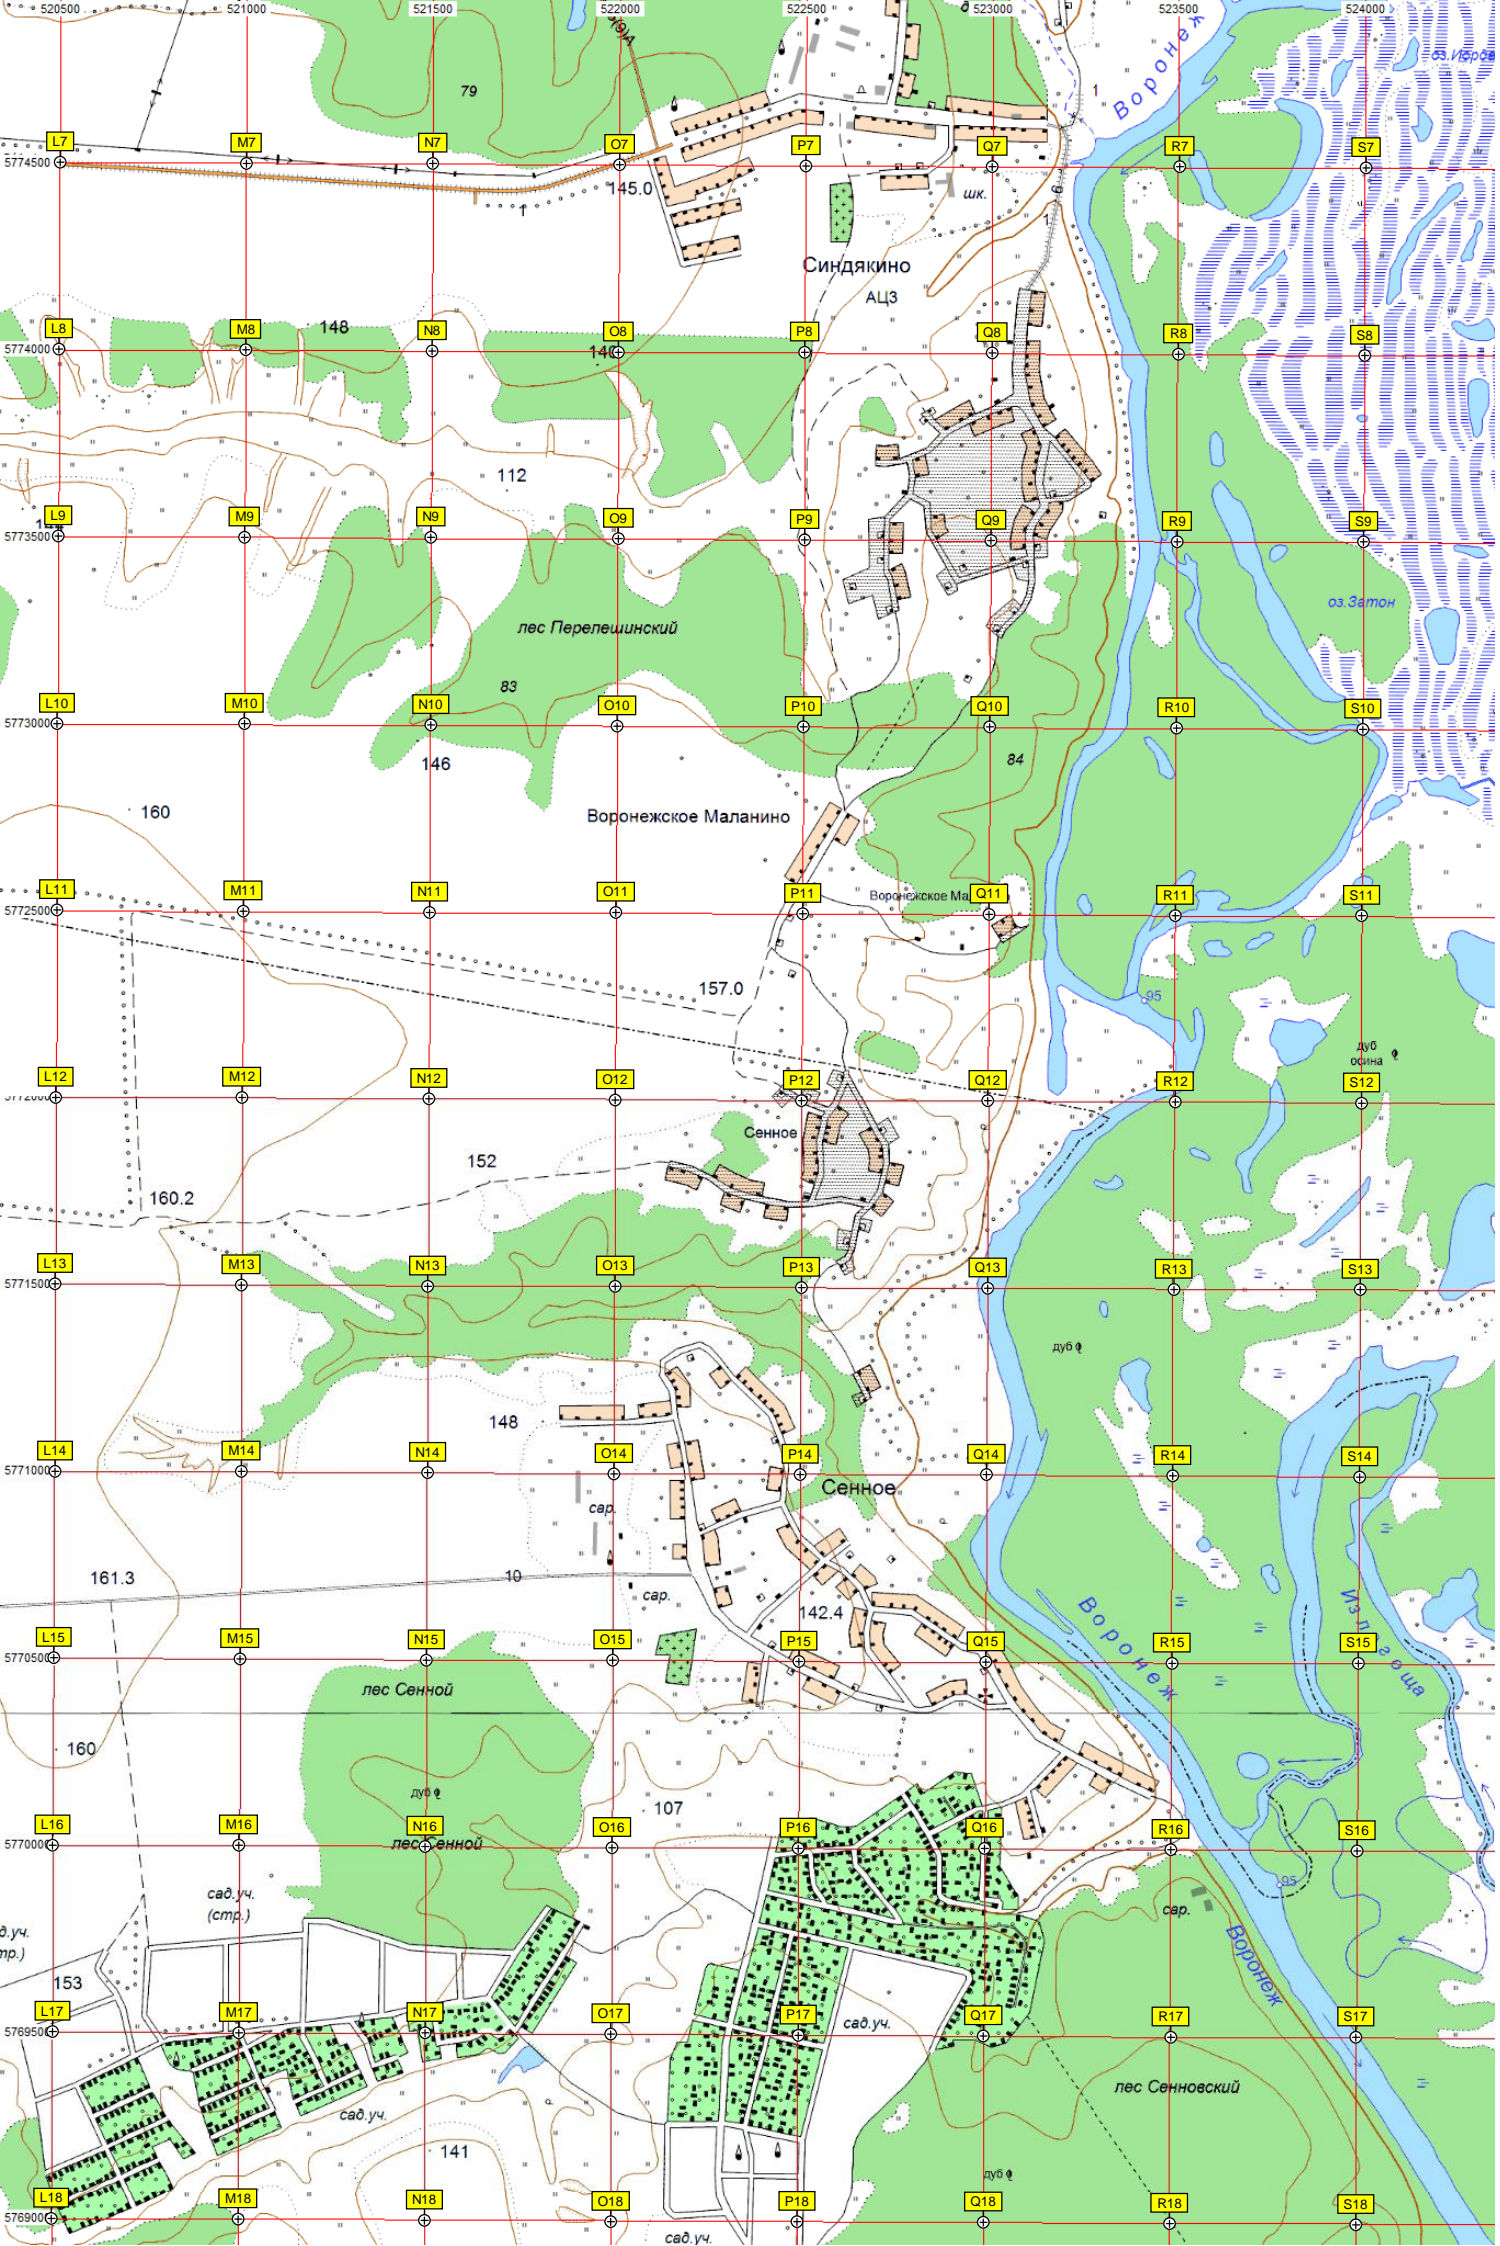 520500 521000 521500 522000 522500 523000 523500 524000
Воронеж
79
1
L7 M7 N7 O7 P7 Q7 R7 S7
5774500
145.0
1
шк.
6
1
Синдякино
АЦЗ
148
L8 M8 N8 O8 P8 Q8 R8 S8
5774000
112
L9 M9 N9 O9 P9 Q9 R9 S9
5773500
оз.Затон
лес Перелешинский
83
L10 M10 N10 O10 P10 Q10 R10 S10
5773000
146
84
160
Воронежское Маланино
L11 M11 N11 O11 P11 Q11 R11 S11
Воронежское
5772500
157.0
95
дуб
осина
L12 M12 N12 O12 P12 Q12 R12 S12
Сенное
152
160.2
L13 M13 N13 O13 P13 Q13 R13 S13
5771500
дуб
148
L14 M14 N14 O14 P14 Q14 R14 S14
5771000
Сенное
сар.
161.3
10
сар.
142.4
Воронеж
Излегоща
L15 M15 N15 O15 P15 Q15 R15 S15
5770500
лес Сенной
160
дуб
107
L16 M16 N16 O16 P16 Q16 R16 S16
5770000
лес Сенной
95
сад.уч.
(стр.)
сар.
Воронеж
153
L17 M17 N17 O17 P17 Q17 R17 S17
5769500
сад.уч.
лес Сенновский
сад.уч.
141
дуб
L18 M18 N18 O18 P18 Q18 R18 S18
5769000
сад.уч.